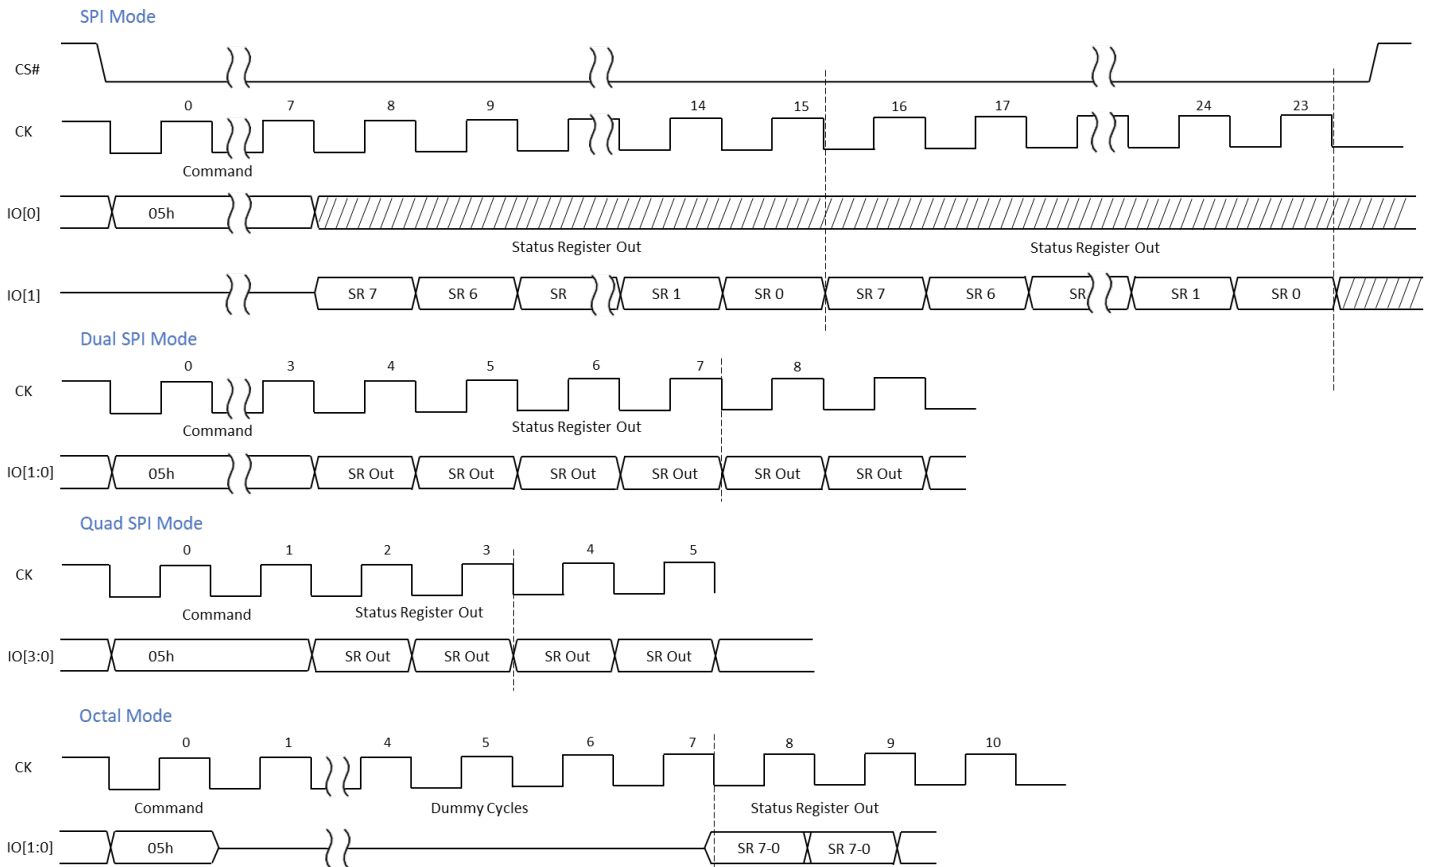 SPI Mode
CS#
0 7 8 9 14 15 16 17 24 23
CK
Command
IO[0] 05h
Status Register Out Status Register Out
IO[1] SR 7 SR 6 SR SR 1 SR 0 SR 7 SR 6 SR SR 1 SR 0
Dual SPI Mode
0 3 4 5 6 7 8
CK
Command Status Register Out
IO[1:0] 05h SR Out SR Out SR Out SR Out SR Out SR Out
Quad SPI Mode
0 1 2 3 4 5
CK
Command Status Register Out
IO[3:0] 05h SR Out SR Out SR Out SR Out
Octal Mode
0 1 4 5 6 7 8 9 10
CK
Command Dummy Cycles Status Register Out
IO[1:0] 05h SR 7-0 SR 7-0